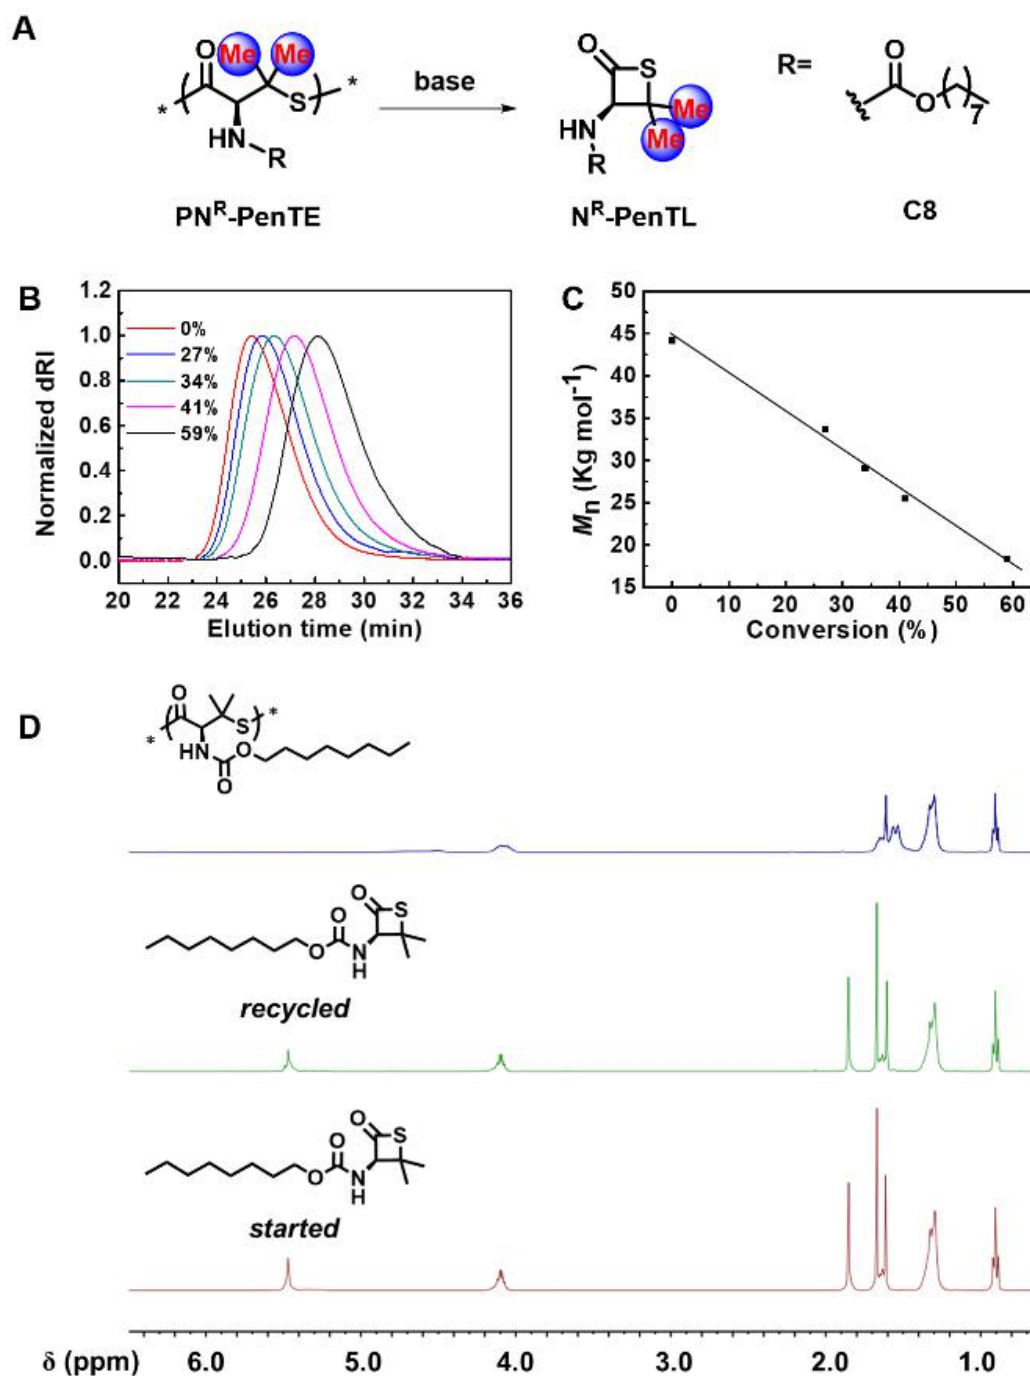 A
O
Me
Me
*
S
*
HN
R
PN^R-PenTE
base
O
S
HN
Me
Me
R
N^R-PenTL
R=
O
O
7
C8
B
1.2
1.0
0.8
0.6
0.4
0.2
0.0
Normalized dRI
0%
27%
34%
41%
59%
20 22 24 26 28 30 32 34 36
Elution time (min)
C
50
45
40
35
30
25
20
15
Mn (Kg mol⁻¹)
0 10 20 30 40 50 60
Conversion (%)
D
O
*
S
*
HN
O
O
O
S
O
O
N
H
recycled
O
S
O
O
N
H
started
δ (ppm) 6.0 5.0 4.0 3.0 2.0 1.0